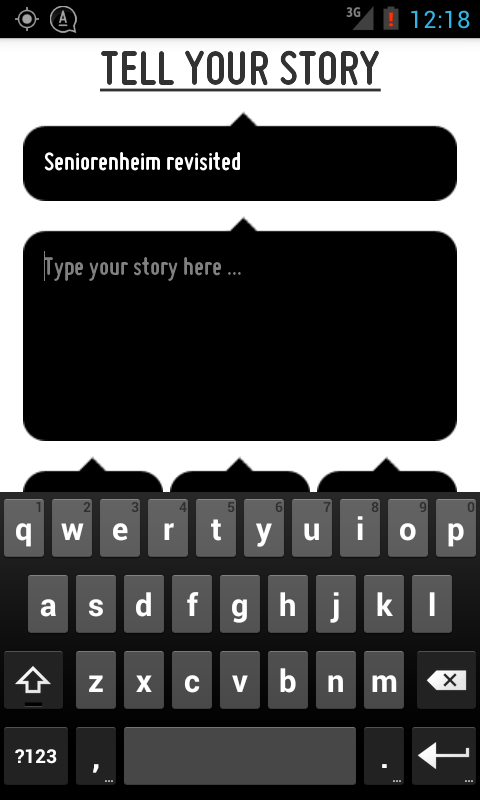 3G
12:18
TELL YOUR STORY
Seniorenheim revisited
Type your story here ...
1 2 3 4 5 6 7 8 9 0
q w e r t y u i o p
a s d f g h j k l
z x c v b n m
?123 , ... . ... ...